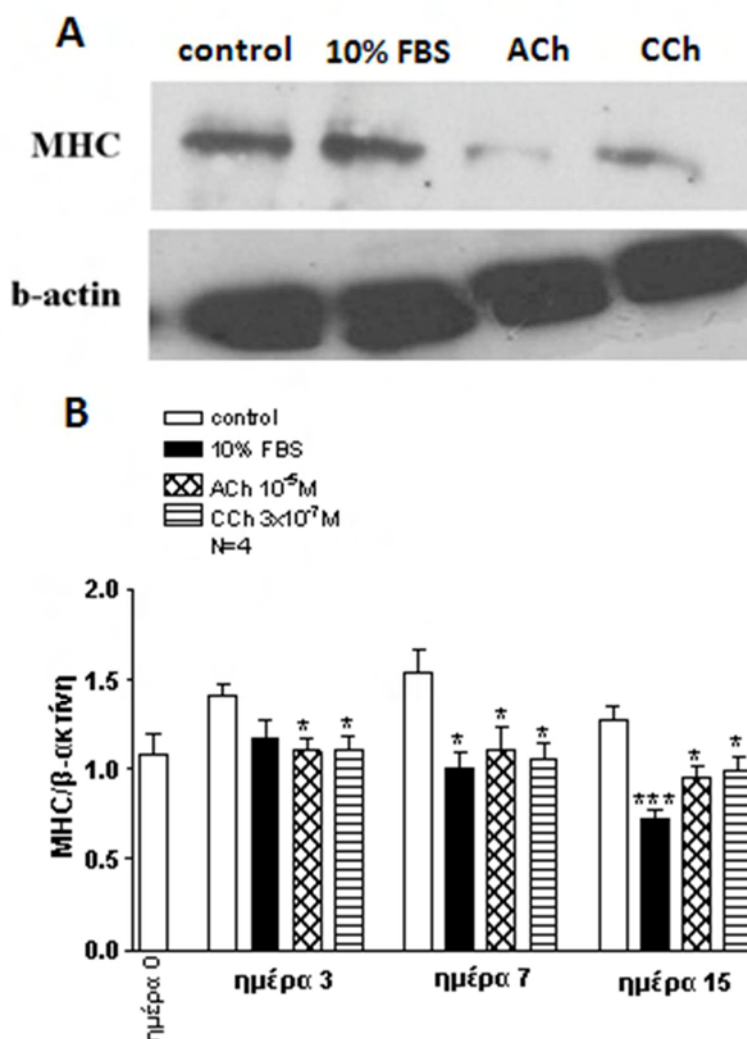 A
control 10% FBS ACh CCh
MHC
b-actin
B
control
10% FBS
ACh 10⁻⁵M
CCh 3x10⁻⁷M
N=4
2.0
1.5
1.0
0.5
0.0
MHC/β-ακτίνη
* *
* * *
*** * *
ημέρα 0
ημέρα 3 ημέρα 7 ημέρα 15